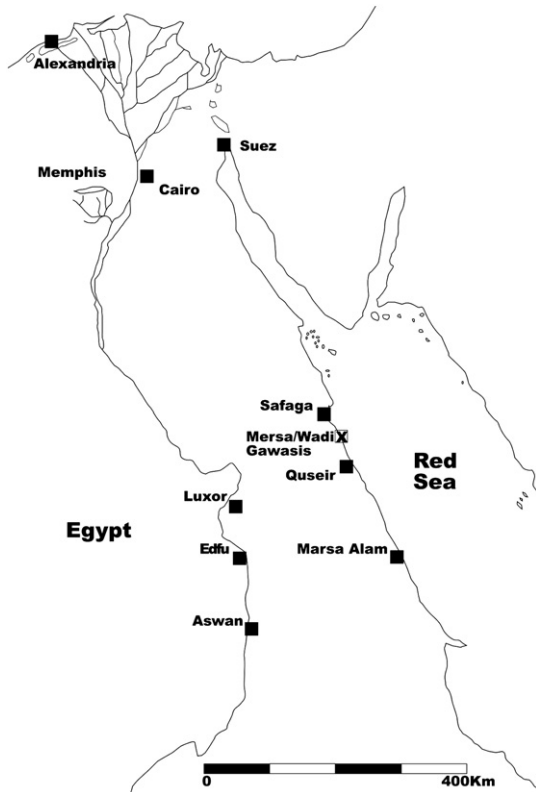 Alexandria
Suez
Memphis
Cairo
Safaga
Mersa/Wadi X
Gawasis
Quseir
Red
Sea
Luxor
Egypt
Edfu
Marsa Alam
Aswan
0 400Km